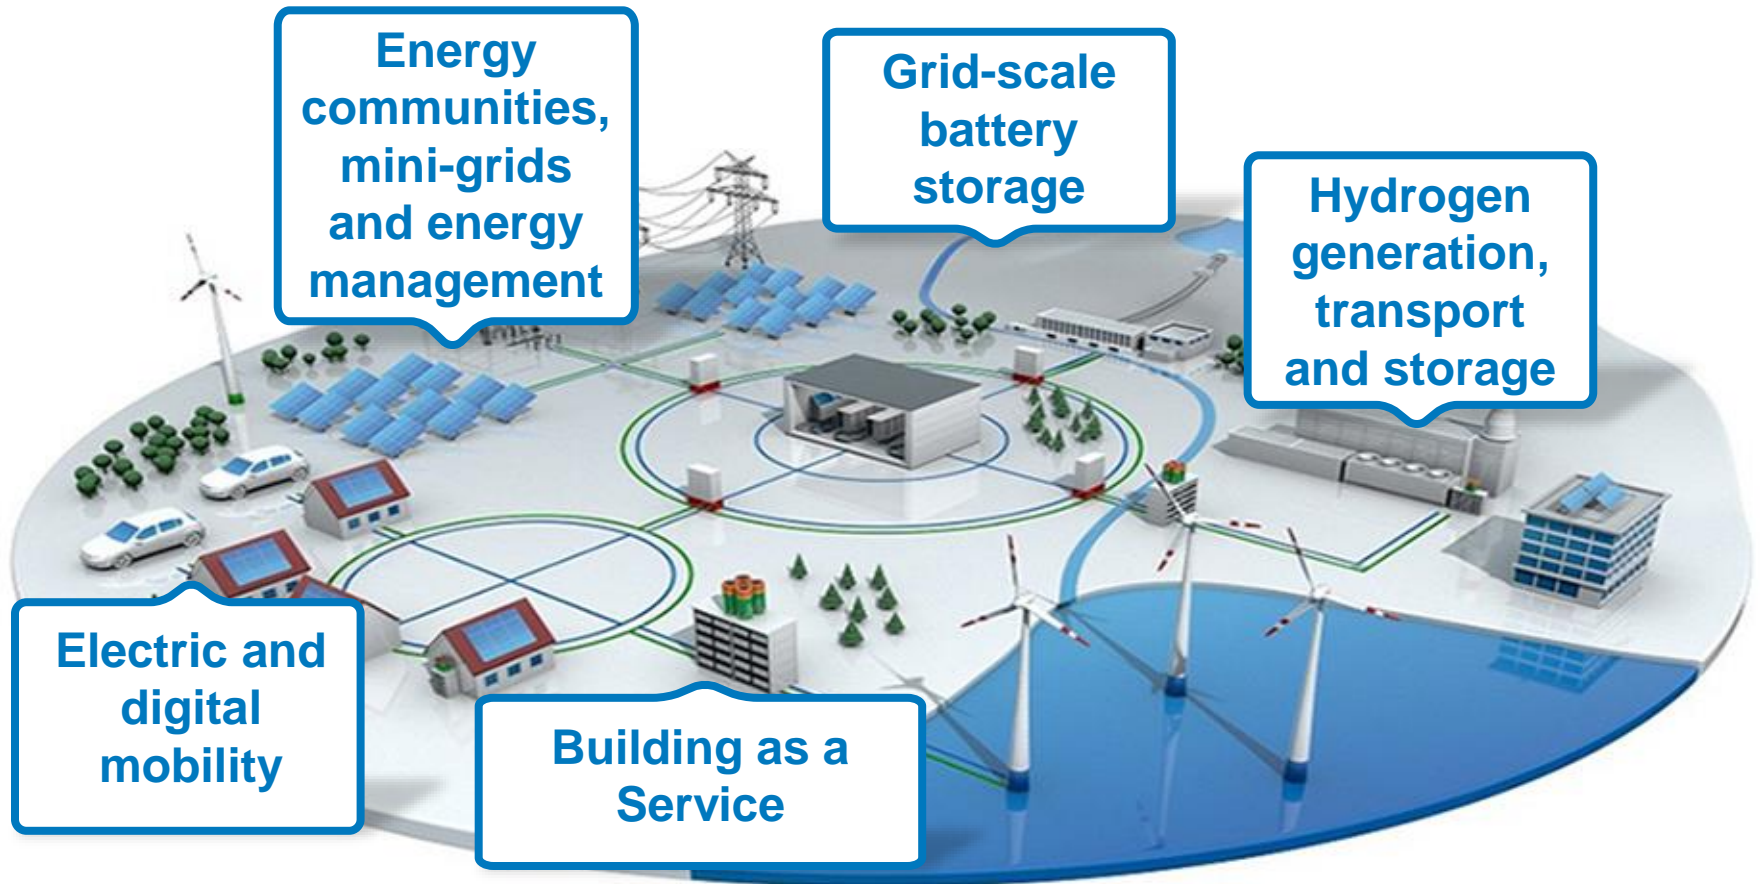 Energy
communities,
mini-grids
and energy
management
Grid-scale
battery
storage
Hydrogen
generation,
transport
and storage
Electric and
digital
mobility
Building as a
Service